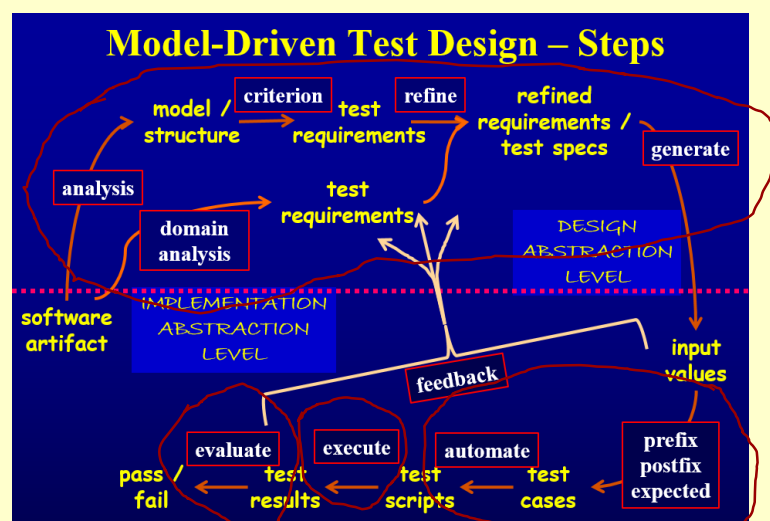 Model-Driven Test Design – Steps
model /
structure
criterion
test
requirements
refine
refined
requirements /
test specs
generate
analysis
domain
analysis
test
requirements
DESIGN
ABSTRACTION
LEVEL
software
artifact
IMPLEMENTATION
ABSTRACTION
LEVEL
input
values
feedback
pass /
fail
evaluate
test
results
execute
test
scripts
automate
test
cases
prefix
postfix
expected